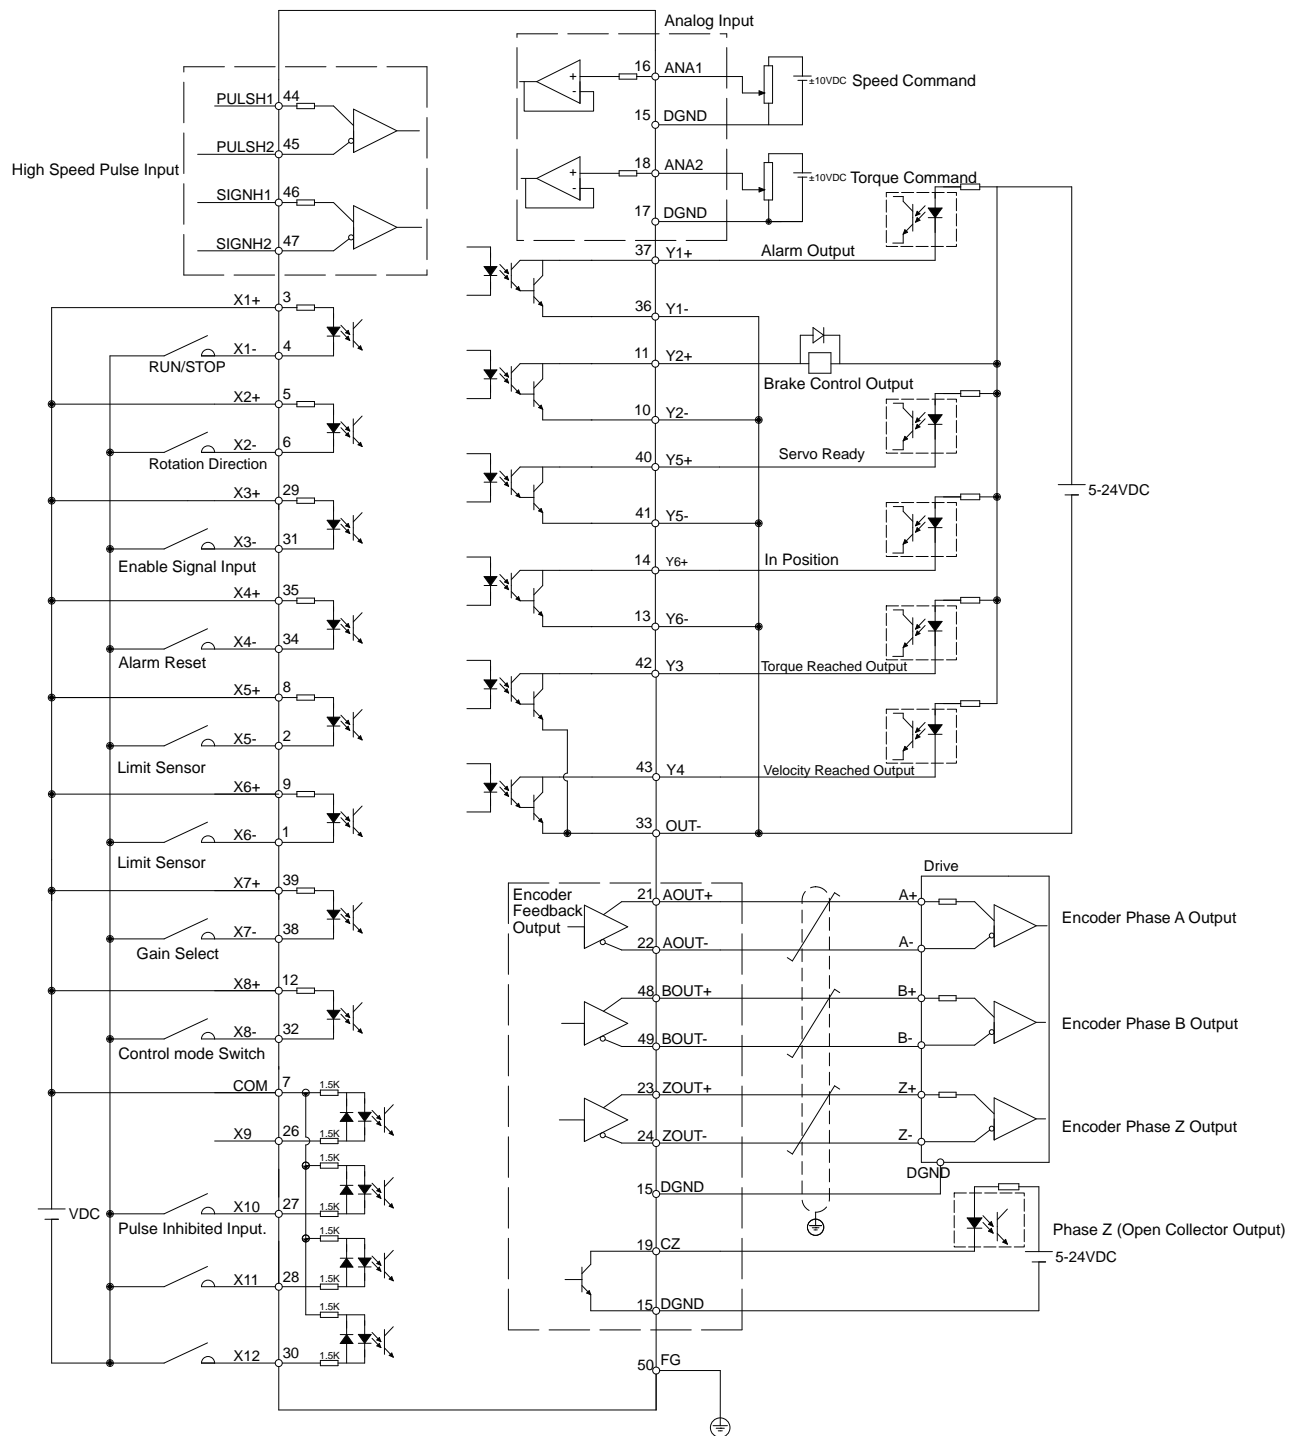 High Speed Pulse Input
PULSH1 44
PULSH2 45
SIGNH1 46
SIGNH2 47
X1+ 3
X1- 4
RUN/STOP
X2+ 5
X2- 6
Rotation Direction
X3+ 29
X3- 31
Enable Signal Input
X4+ 35
X4- 34
Alarm Reset
X5+ 8
X5- 2
Limit Sensor
X6+ 9
X6- 1
Limit Sensor
X7+ 39
X7- 38
Gain Select
X8+ 12
X8- 32
Control mode Switch
COM 7 1.5K
X9 26 1.5K
1.5K
VDC
X10 27 1.5K
Pulse Inhibited Input.
1.5K
X11 28 1.5K
1.5K
X12 30 1.5K
Analog Input
+
-
16 ANA1
±10VDC Speed Command
15 DGND
+
-
18 ANA2
±10VDC Torque Command
17 DGND
37 Y1+ Alarm Output
36 Y1-
11 Y2+
Brake Control Output
10 Y2-
40 Y5+ Servo Ready
41 Y5-
5-24VDC
14 Y6+ In Position
13 Y6-
42 Y3 Torque Reached Output
43 Y4 Velocity Reached Output
33 OUT-
Drive
Encoder
Feedback
Output
21 AOUT+ A+
22 AOUT- A-
Encoder Phase A Output
48 BOUT+ B+
49 BOUT- B-
Encoder Phase B Output
23 ZOUT+ Z+
24 ZOUT- Z-
Encoder Phase Z Output
DGND
15 DGND
19 CZ
Phase Z (Open Collector Output)
5-24VDC
15 DGND
50 FG